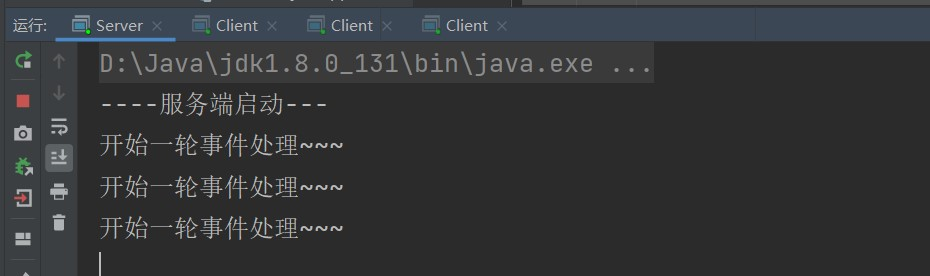 运行: Server Client Client Client
D:\Java\jdk1.8.0_131\bin\java.exe ...
----服务端启动---
开始一轮事件处理~~~
开始一轮事件处理~~~
开始一轮事件处理~~~